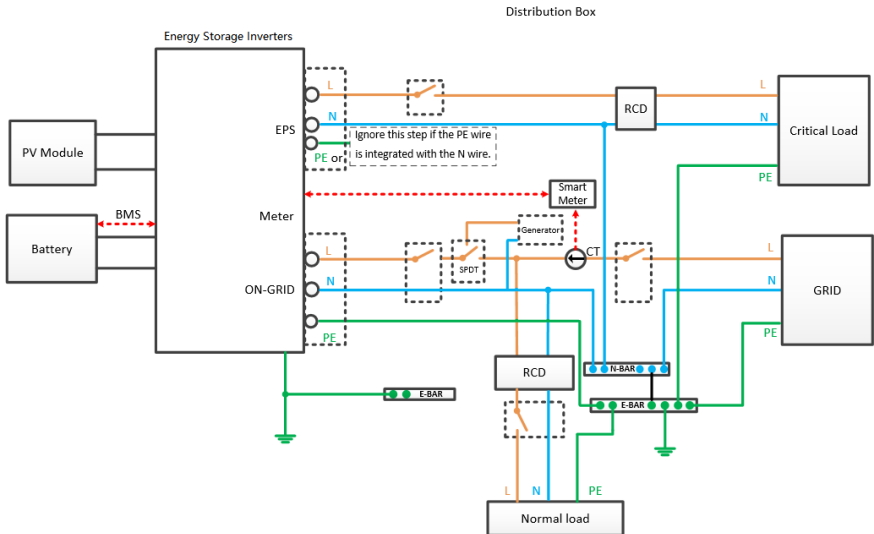 Distribution Box
Energy Storage Inverters
L
L
RCD
N
N
EPS
Critical Load
Ignore this step if the PE wire
is integrated with the N wire.
PE or
PV Module
PE
Smart
Meter
BMS
Meter
Generator
Battery
L
CT
L
SPDT
N
N
ON-GRID
GRID
PE
PE
RCD
N-BAR
E-BAR
E-BAR
L
N
PE
Normal load